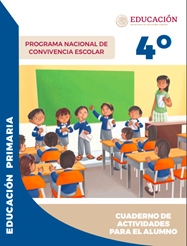 EDUCACIÓN
PROGRAMA NACIONAL DE
CONVIVENCIA ESCOLAR
4º
EDUCACIÓN PRIMARIA
CUADERNO DE
ACTIVIDADES
PARA EL ALUMNO